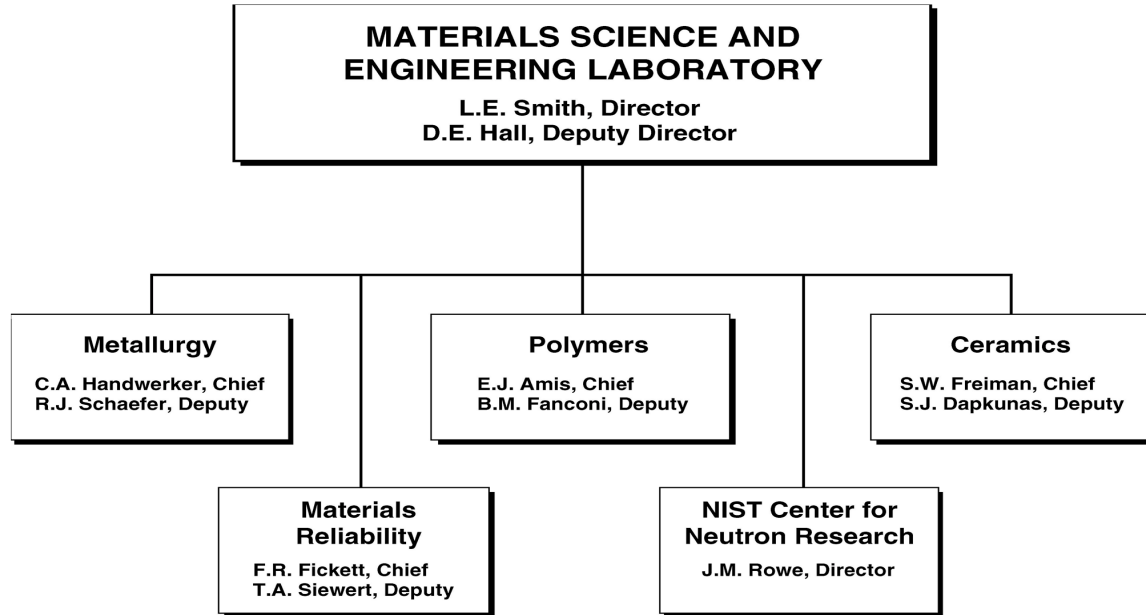 MATERIALS SCIENCE AND
ENGINEERING LABORATORY
L.E. Smith, Director
D.E. Hall, Deputy Director
Metallurgy
C.A. Handwerker, Chief
R.J. Schaefer, Deputy
Polymers
E.J. Amis, Chief
B.M. Fanconi, Deputy
Ceramics
S.W. Freiman, Chief
S.J. Dapkunas, Deputy
Materials
Reliability
F.R. Fickett, Chief
T.A. Siewert, Deputy
NIST Center for
Neutron Research
J.M. Rowe, Director